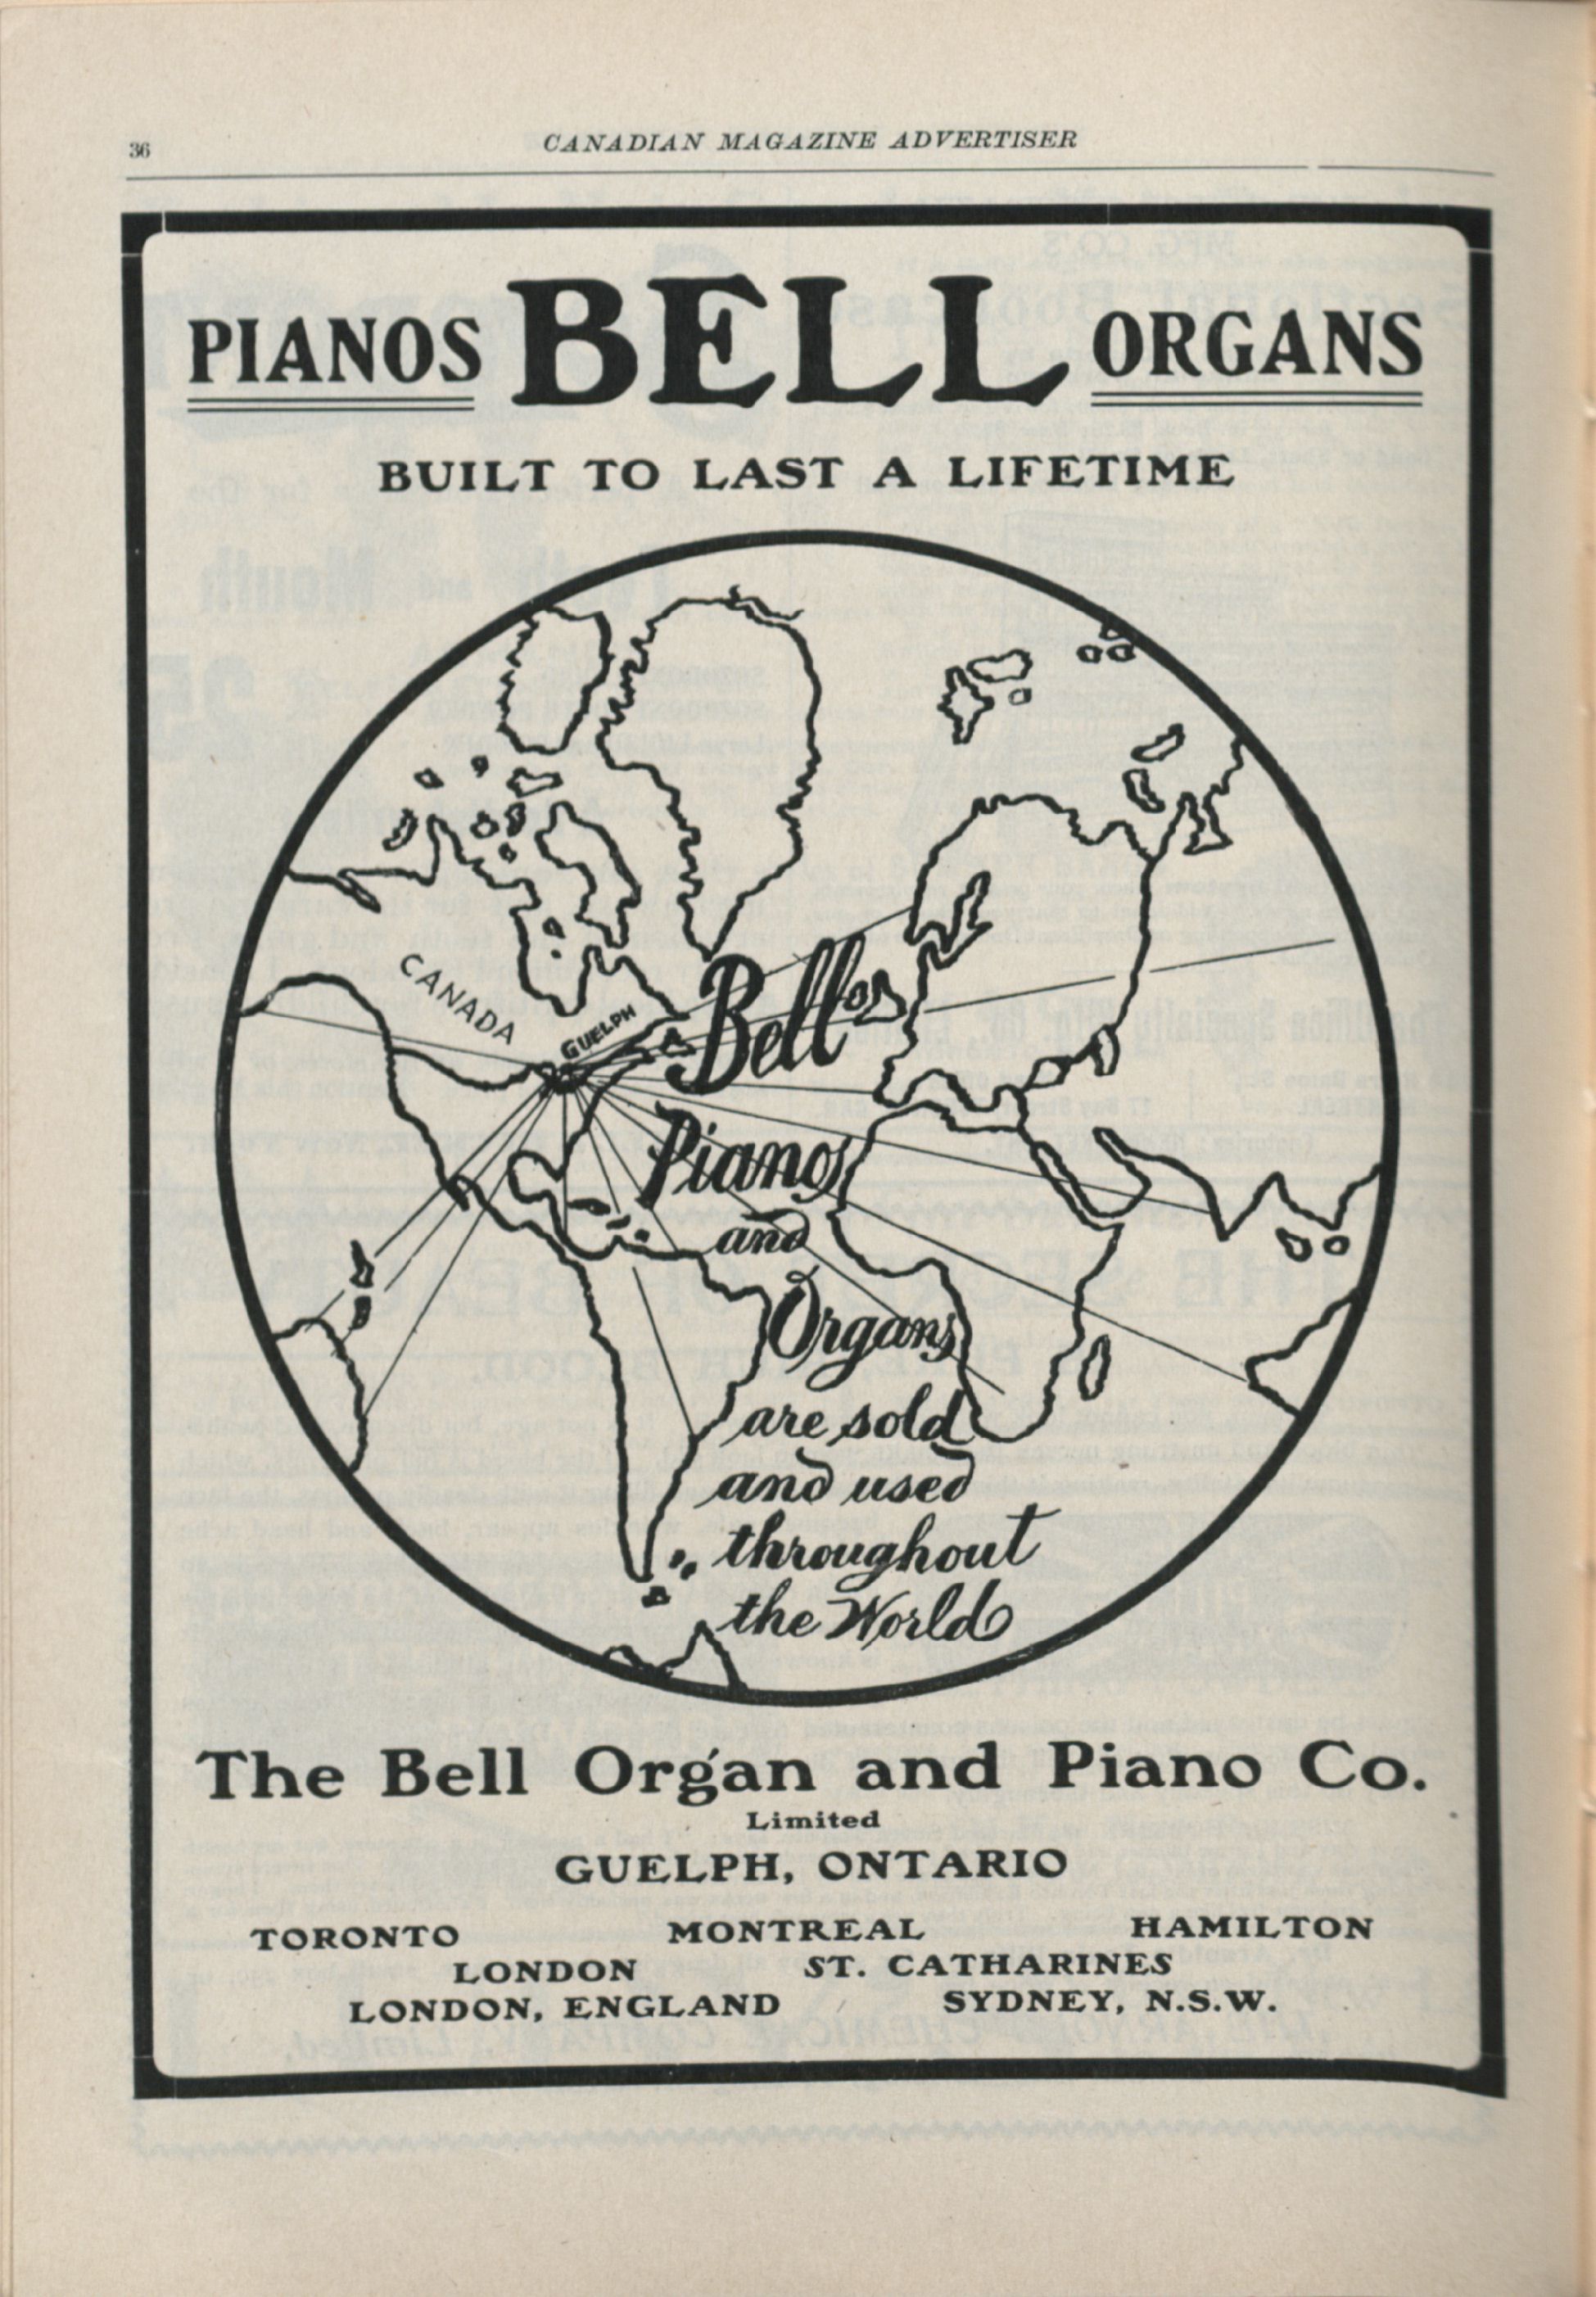 36
CANADIAN MAGAZINE ADVERTISER
PIANOS BELL ORGANS
BUILT TO LAST A LIFETIME
CANADA
GUELPH
Bell
Pianos
and
Organs
are sold
and used
throughout
the World
The Bell Organ and Piano Co.
Limited
GUELPH, ONTARIO
TORONTO MONTREAL HAMILTON
LONDON ST. CATHARINES
LONDON, ENGLAND SYDNEY, N.S.W.